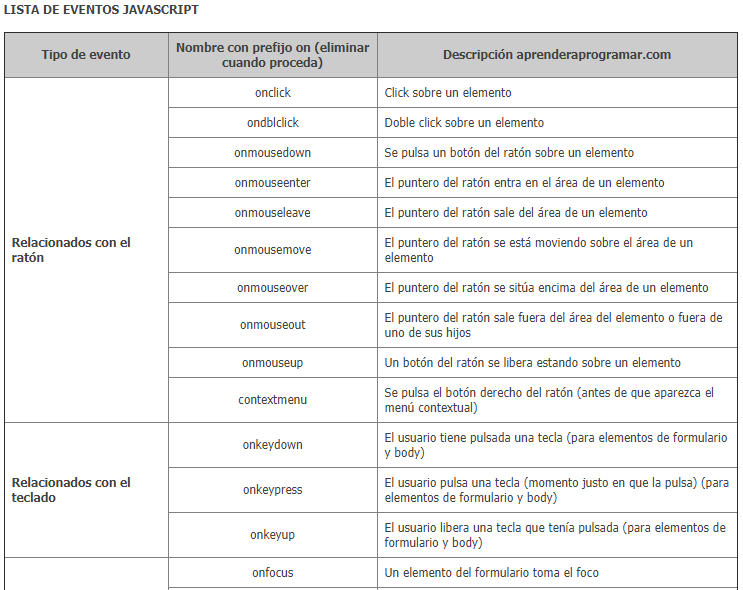 LISTA DE EVENTOS JAVASCRIPT
Tipo de evento
Nombre con prefijo on (eliminar
cuando proceda)
Descripción aprenderaprogramar.com
Relacionados con el
ratón
onclick
Click sobre un elemento
ondblclick
Doble click sobre un elemento
onmousedown
Se pulsa un botón del ratón sobre un elemento
onmouseenter
El puntero del ratón entra en el área de un elemento
onmouseleave
El puntero del ratón sale del área de un elemento
onmousemove
El puntero del ratón se está moviendo sobre el área de un
elemento
onmouseover
El puntero del ratón se sitúa encima del área de un elemento
onmouseout
El puntero del ratón sale fuera del área del elemento o fuera de
uno de sus hijos
onmouseup
Un botón del ratón se libera estando sobre un elemento
contextmenu
Se pulsa el botón derecho del ratón (antes de que aparezca el
menú contextual)
Relacionados con el
teclado
onkeydown
El usuario tiene pulsada una tecla (para elementos de formulario
y body)
onkeypress
El usuario pulsa una tecla (momento justo en que la pulsa) (para
elementos de formulario y body)
onkeyup
El usuario libera una tecla que tenía pulsada (para elementos de
formulario y body)
onfocus
Un elemento del formulario toma el foco